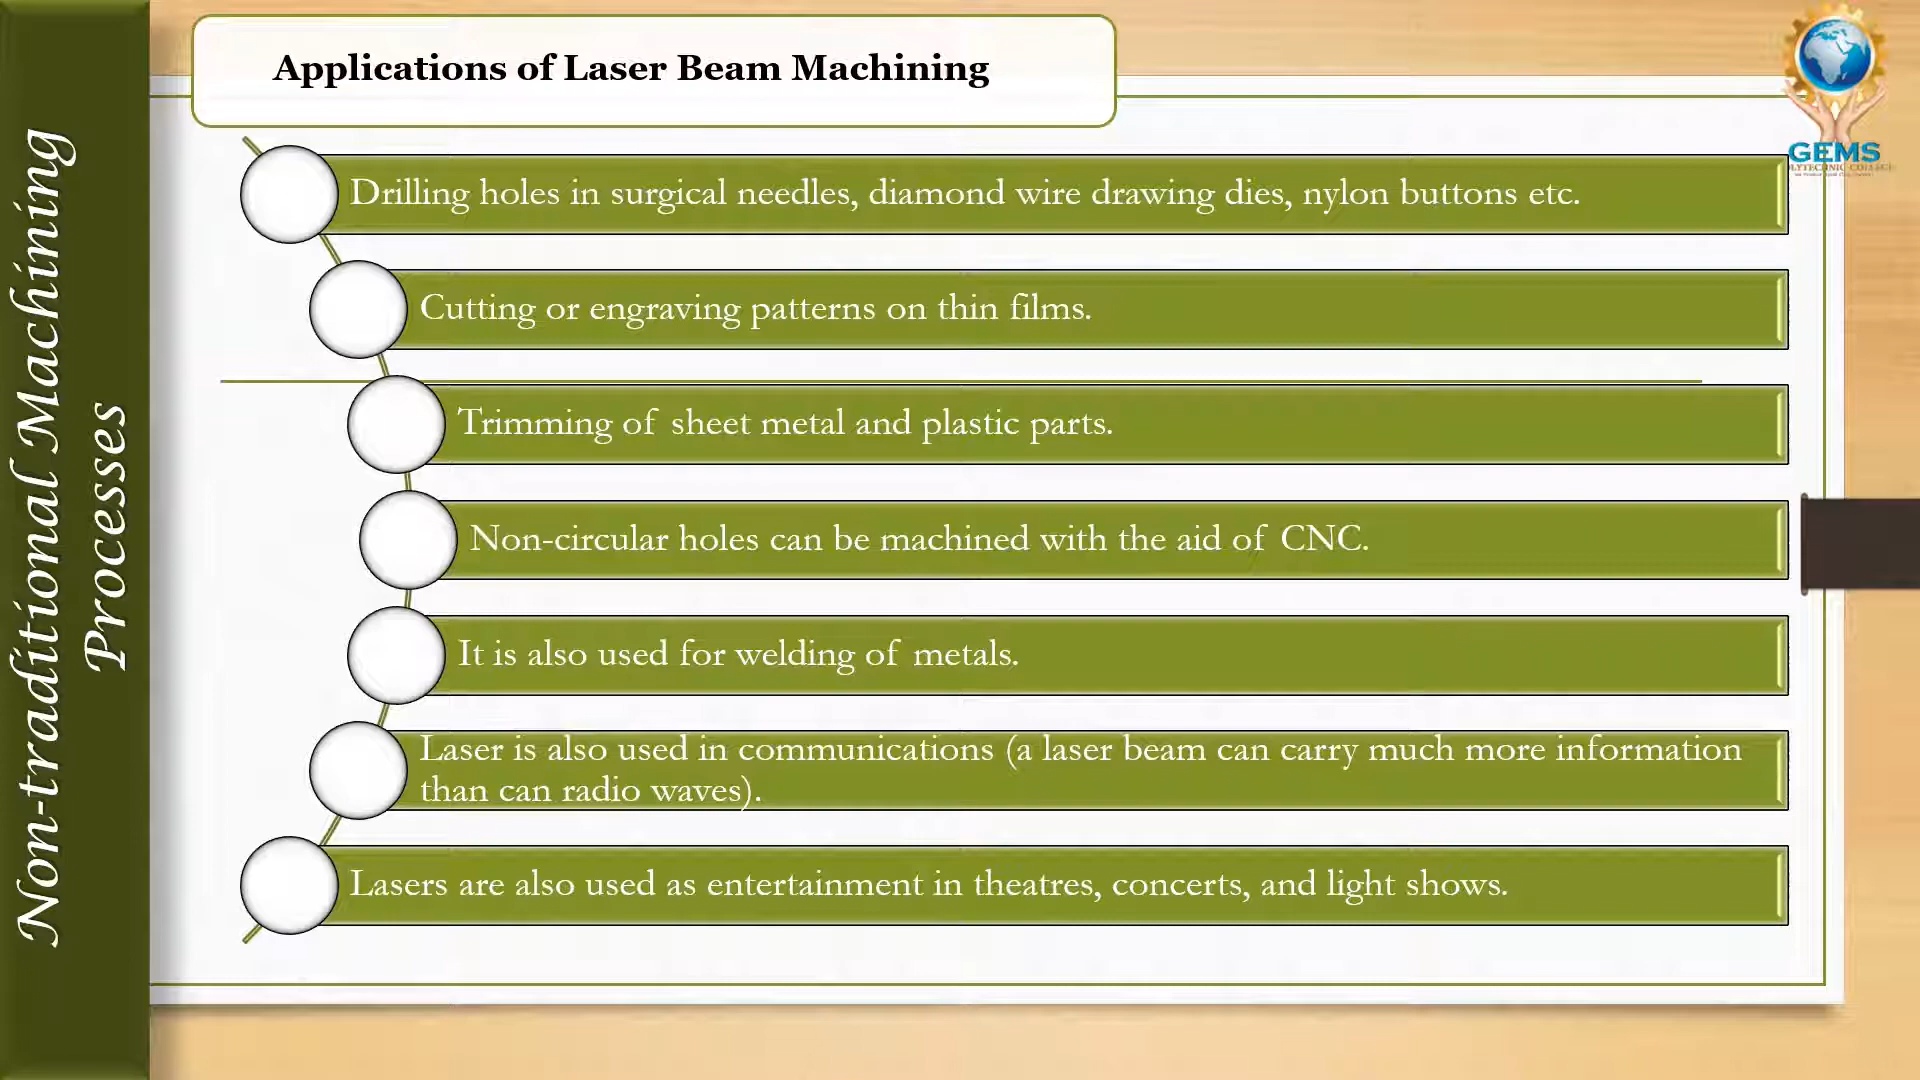 Non-traditional Machining
Processes
Applications of Laser Beam Machining
GEMS
Drilling holes in surgical needles, diamond wire drawing dies, nylon buttons etc.
Cutting or engraving patterns on thin films.
Trimming of sheet metal and plastic parts.
Non-circular holes can be machined with the aid of CNC.
It is also used for welding of metals.
Laser is also used in communications (a laser beam can carry much more information
than can radio waves).
Lasers are also used as entertainment in theatres, concerts, and light shows.